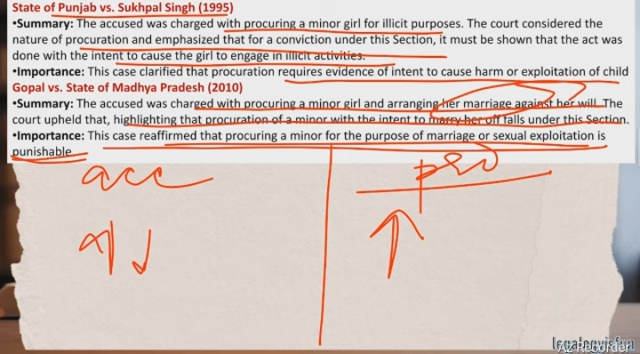 State of Punjab vs. Sukhpal Singh (1995)
•Summary: The accused was charged with procuring a minor girl for illicit purposes. The court considered the
nature of procuration and emphasized that for a conviction under this Section, it must be shown that the act was
done with the intent to cause the girl to engage in illicit activities.
•Importance: This case clarified that procuration requires evidence of intent to cause harm or exploitation of child
Gopal vs. State of Madhya Pradesh (2010)
•Summary: The accused was charged with procuring a minor girl and arranging her marriage against her will. The
court upheld that, highlighting that procuration of a minor with the intent to marry her off falls under this Section.
•Importance: This case reaffirmed that procuring a minor for the purpose of marriage or sexual exploitation is
punishable
acc
pro
AZ Recorder